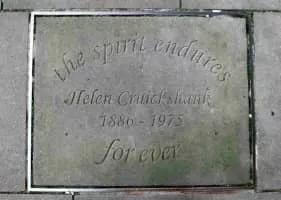 the spirit endures
Helen Cruickshank
1886 - 1975
for ever